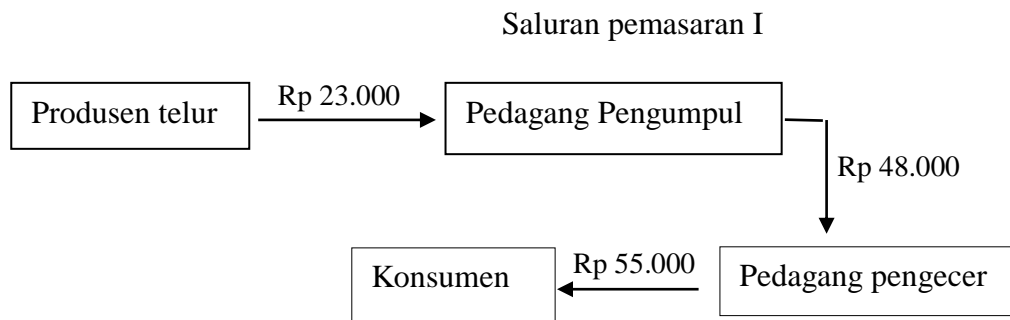 Saluran pemasaran I
Produsen telur
Rp 23.000
Pedagang Pengumpul
Rp 48.000
Konsumen
Rp 55.000
Pedagang pengecer